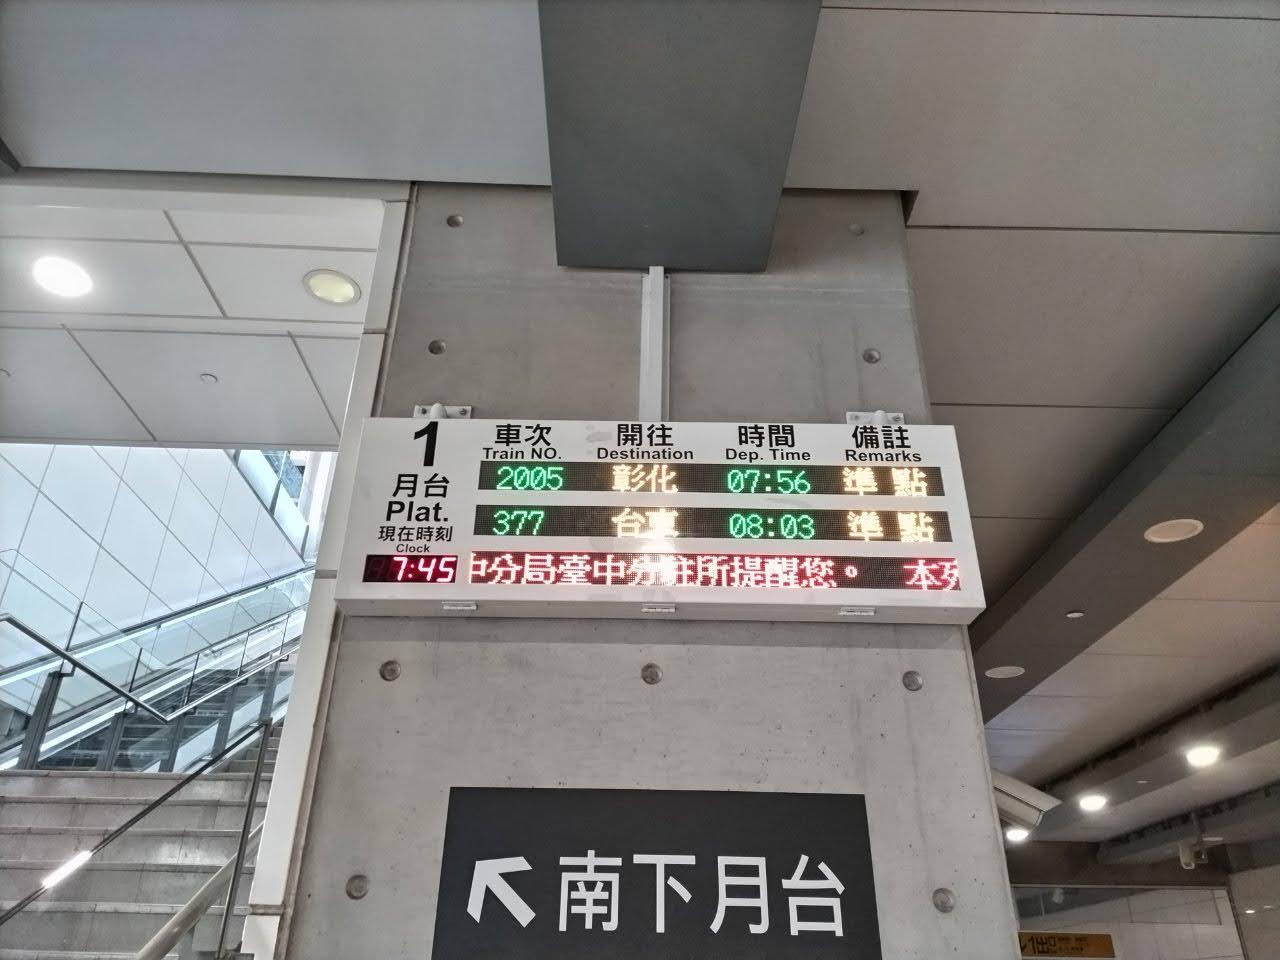 1
月台
Plat.
現在時刻
Clock
7:45
車次 開往 時間 備註
Train NO. Destination Dep. Time Remarks
2005 彰化 07:56 準點
377 台東 08:03 準點
中分局臺中分駐所提醒您。 本列
南下月台